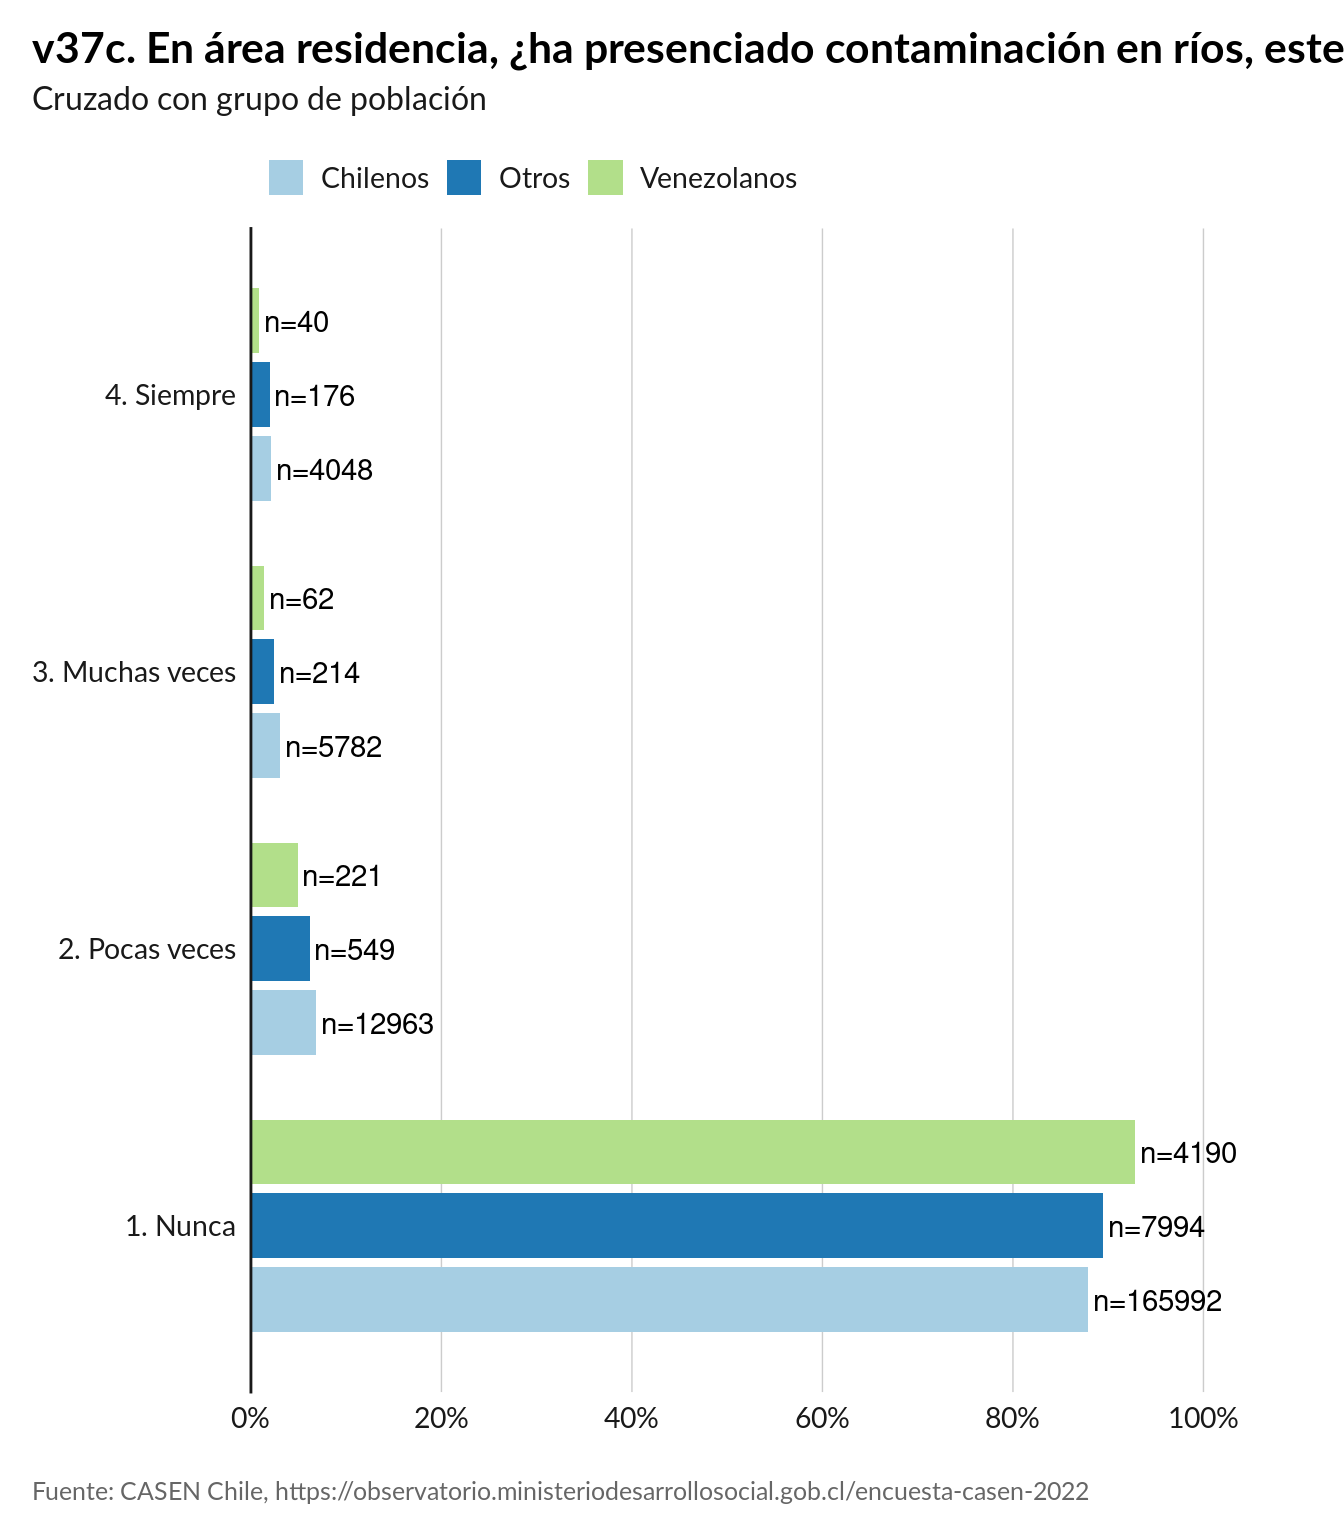 v37c. En área residencia, ¿ha presenciado contaminación en ríos, este
Cruzado con grupo de población
Chilenos Otros Venezolanos
n=40
4. Siempre n=176
n=4048
n=62
3. Muchas veces n=214
n=5782
n=221
2. Pocas veces n=549
n=12963
n=4190
1. Nunca n=7994
n=165992
0% 20% 40% 60% 80% 100%
Fuente: CASEN Chile, https://observatorio.ministeriodesarrollosocial.gob.cl/encuesta-casen-2022